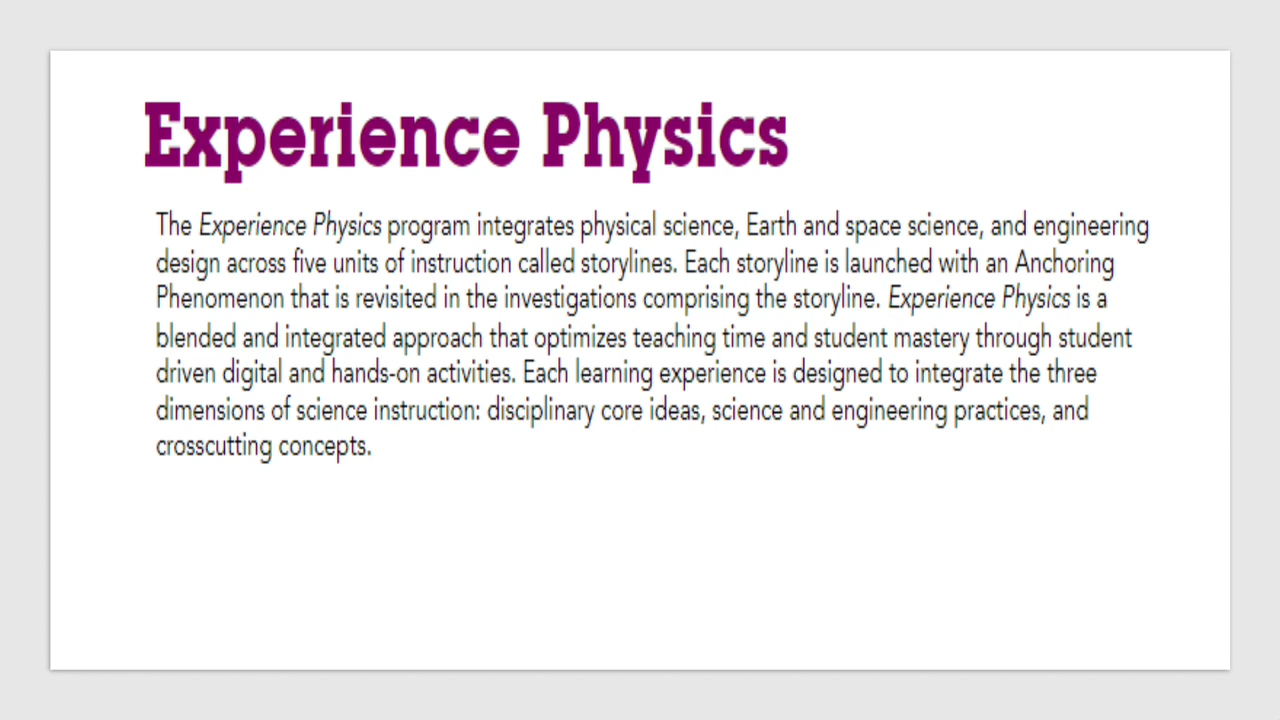 Experience Physics
The Experience Physics program integrates physical science, Earth and space science, and engineering
design across five units of instruction called storylines. Each storyline is launched with an Anchoring
Phenomenon that is revisited in the investigations comprising the storyline. Experience Physics is a
blended and integrated approach that optimizes teaching time and student mastery through student
driven digital and hands-on activities. Each learning experience is designed to integrate the three
dimensions of science instruction: disciplinary core ideas, science and engineering practices, and
crosscutting concepts.